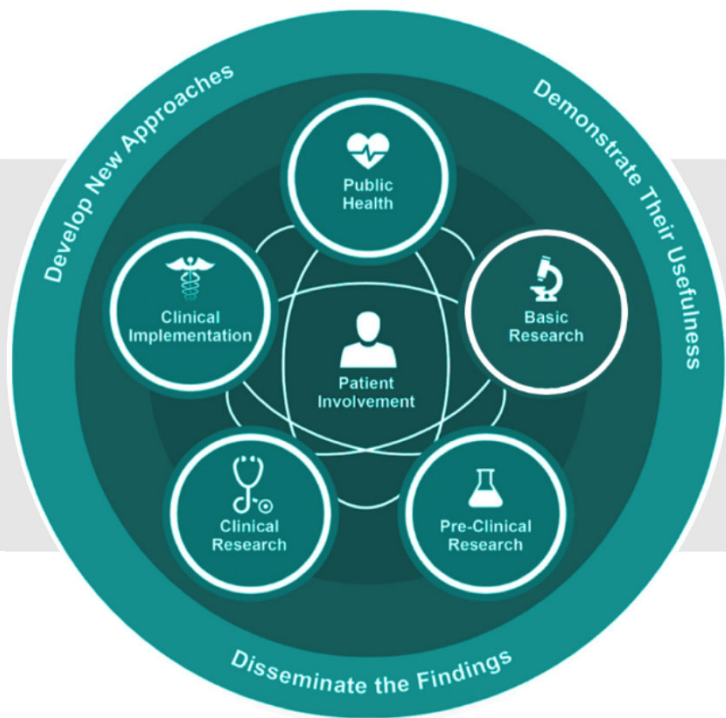 Develop New Approaches
Demonstrate Their Usefulness
Public
Health
Clinical
Implementation
Basic
Research
Patient
Involvement
Clinical
Research
Pre-Clinical
Research
Disseminate the Findings